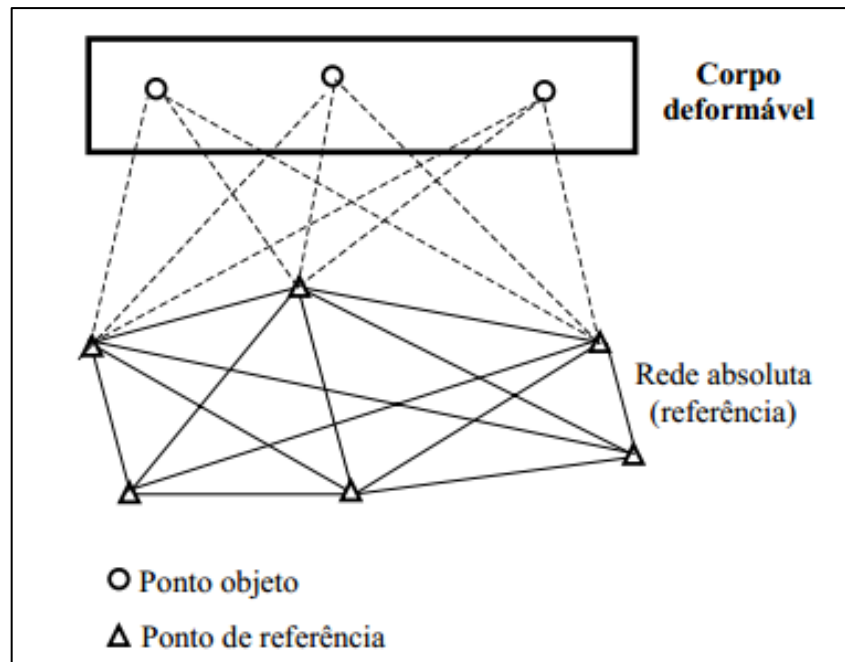 Corpo
deformável
Rede absoluta
(referência)
Ponto objeto
Ponto de referência